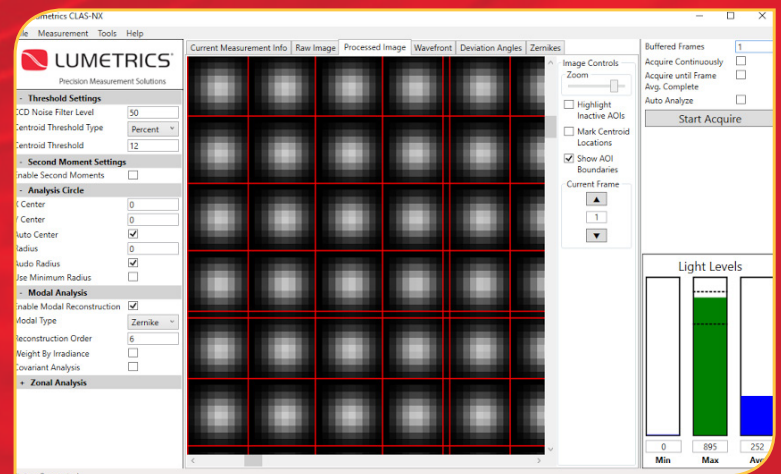 umetrics CLAS-NX
le Measurement Tools Help
LUMETRICS
Precision Measurement Solutions
- Threshold Settings
CCD Noise Filter Level 50
Centroid Threshold Type Percent
Centroid Threshold 12
- Second Moment Settings
Enable Second Moments
- Analysis Circle
X Center 0
Y Center 0
Auto Center
Radius 0
Audo Radius
Use Minimum Radius
- Modal Analysis
Enable Modal Reconstruction
Modal Type Zernike
Reconstruction Order 6
Weight By Irradiance
Covariant Analysis
+ Zonal Analysis
Current Measurement Info Raw Image Processed Image Wavefront Deviation Angles Zernikes
Image Controls
Zoom
Highlight
Inactive AOIs
Mark Centroid
Locations
Show AOI
Boundaries
Current Frame
1
Buffered Frames 1
Acquire Continuously
Acquire until Frame
Avg. Complete
Auto Analyze
Start Acquire
Light Levels
0 895 252
Min Max Ave